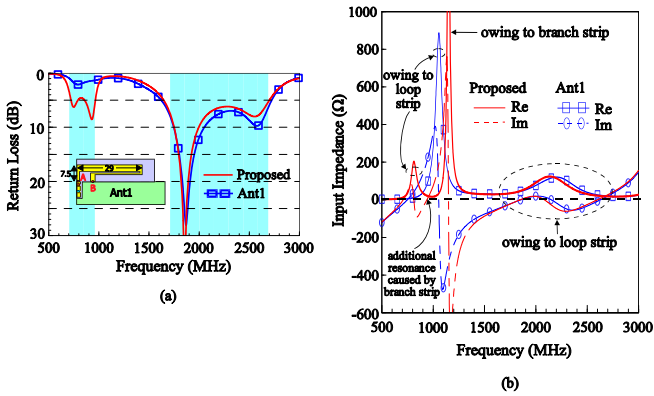 0
10
20
30
Return Loss (dB)
7.5
29
A
B
Ant1
Proposed
Ant1
500 1000 1500 2000 2500 3000
Frequency (MHz)
(a)
1000
800
600
400
200
0
-200
-400
-600
Input Impedance (Ω)
owing to branch strip
owing to
loop
strip
Proposed Ant1
Re Re
Im Im
additional
resonance
caused by
branch strip
owing to loop strip
500 1000 1500 2000 2500 3000
Frequency (MHz)
(b)